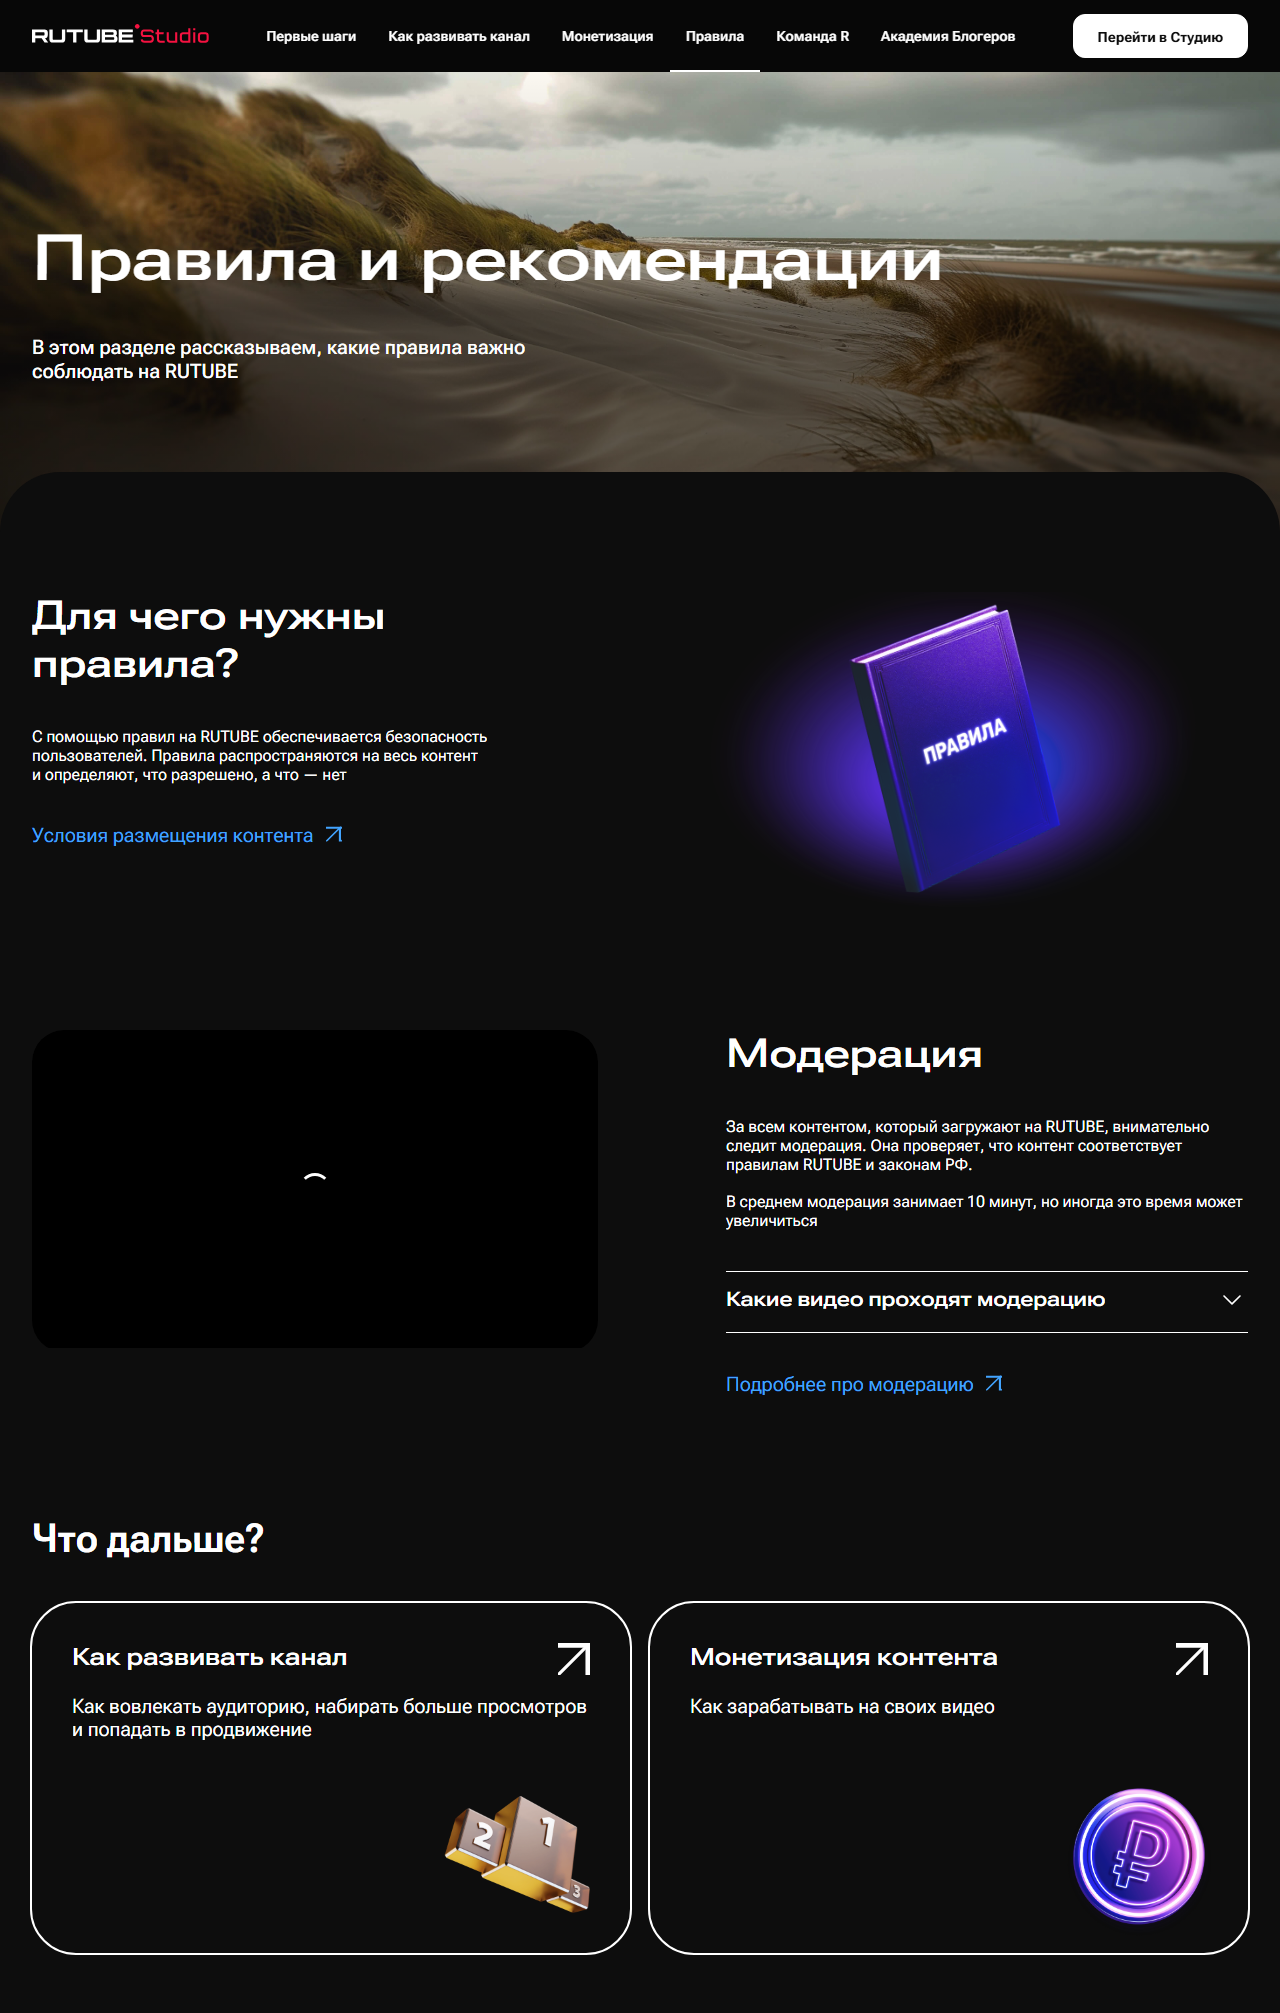 RUTUBE Studio
Первые шаги
Как развивать канал
Монетизация
Правила
Команда R
Академия Блогеров
Перейти в Студию
Правила и рекомендации
В этом разделе рассказываем, какие правила важно
соблюдать на RUTUBE
Для чего нужны
правила?
С помощью правил на RUTUBE обеспечивается безопасность
пользователей. Правила распространяются на весь контент
и определяют, что разрешено, а что — нет
Условия размещения контента
ПРАВИЛА
Модерация
За всем контентом, который загружают на RUTUBE, внимательно
следит модерация. Она проверяет, что контент соответствует
правилам RUTUBE и законам РФ.
В среднем модерация занимает 10 минут, но иногда это время может
увеличиться
Какие видео проходят модерацию
Подробнее про модерацию
Что дальше?
Как развивать канал
Как вовлекать аудиторию, набирать больше просмотров
и попадать в продвижение
2
1
3
Монетизация контента
Как зарабатывать на своих видео
₽